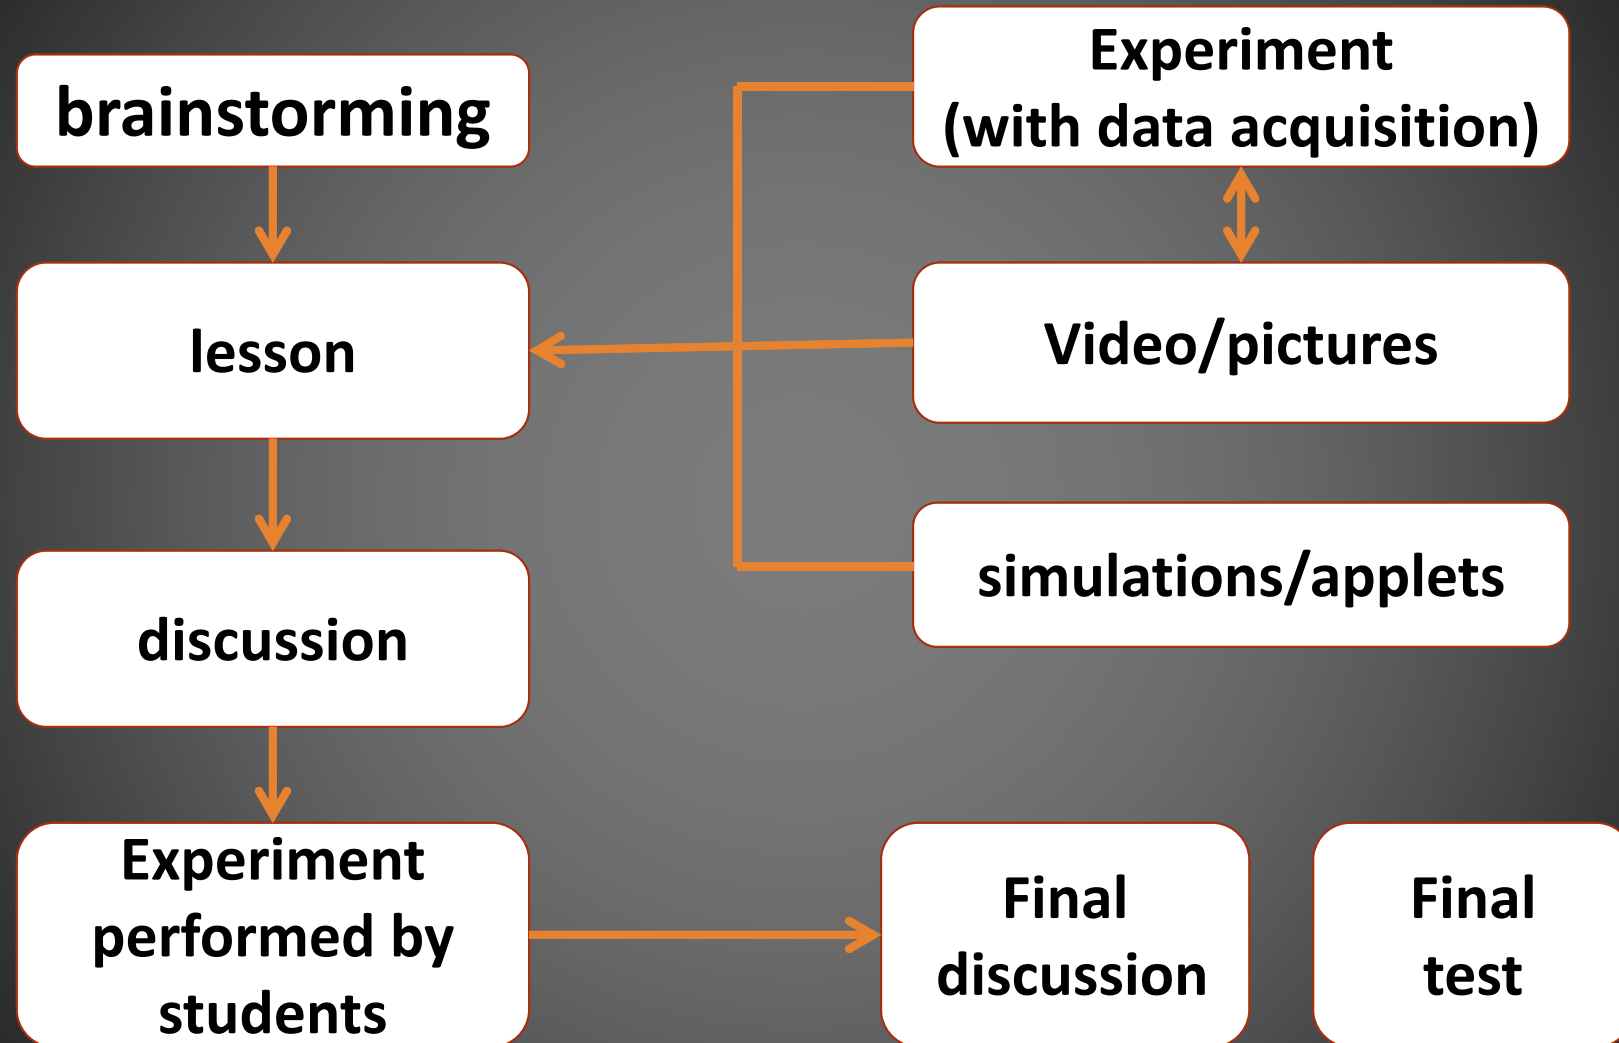 brainstorming
lesson
discussion
Experiment
performed by
students
Experiment
(with data acquisition)
Video/pictures
simulations/applets
Final
discussion
Final
test